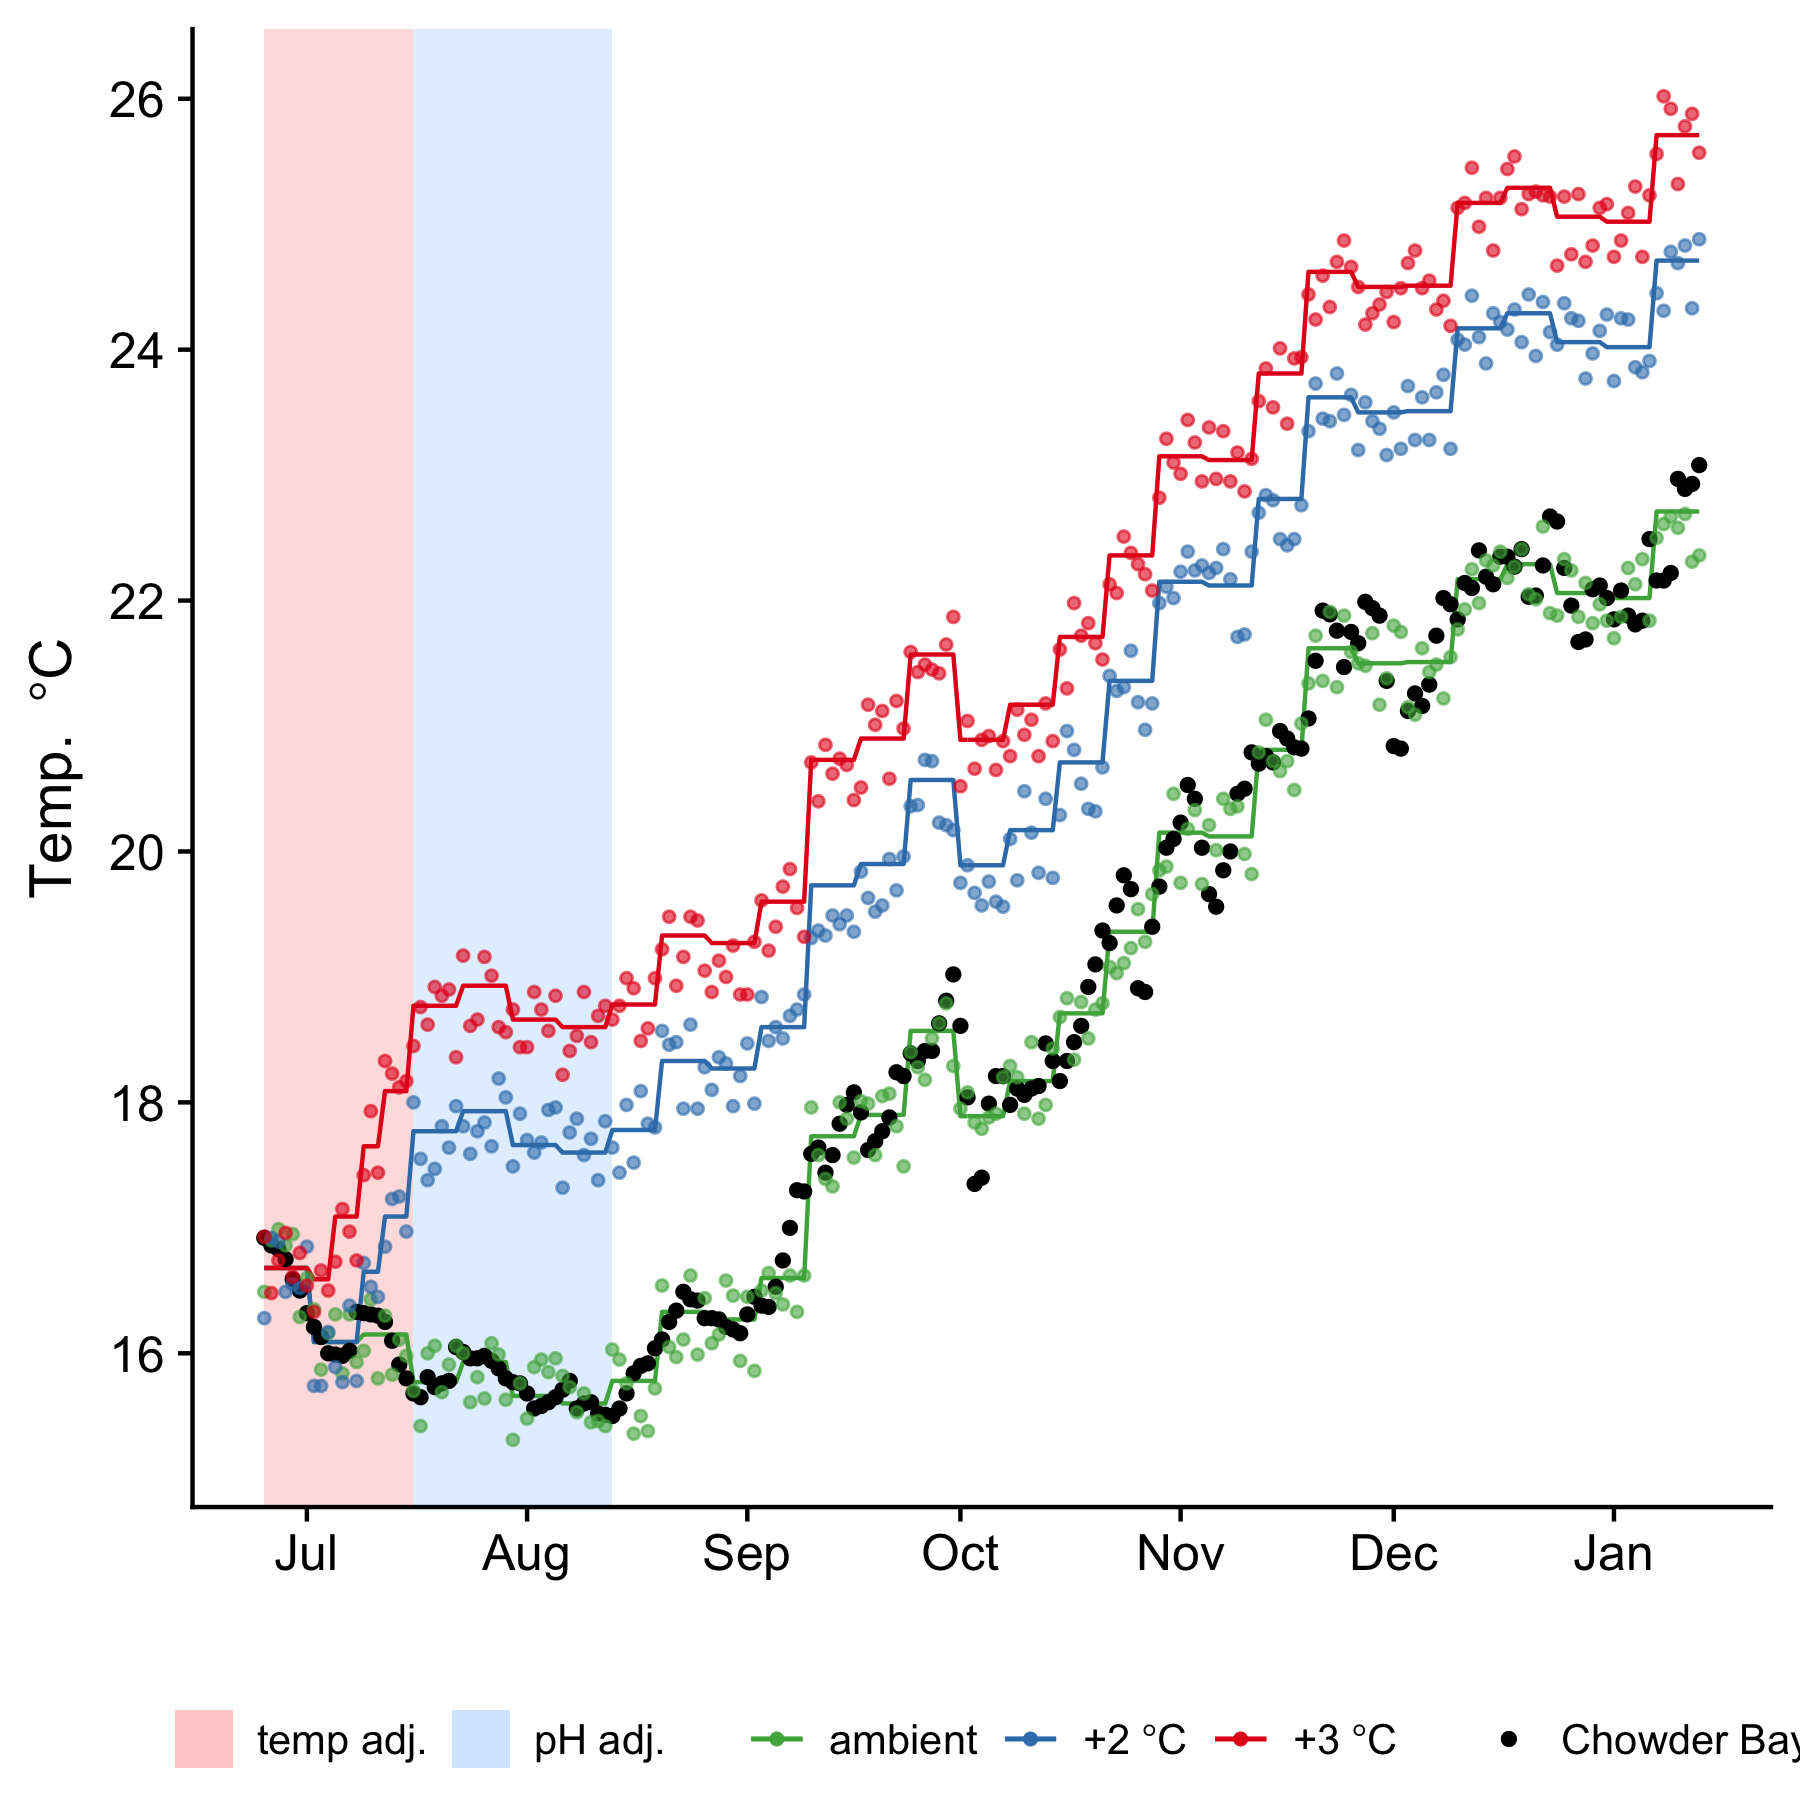 Temp. °C
26
24
22
20
18
16
Jul Aug Sep Oct Nov Dec Jan
temp adj. pH adj. ambient +2 °C +3 °C Chowder Bay